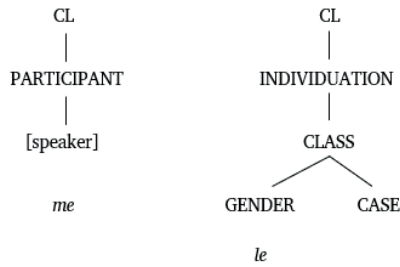 CL CL
PARTICIPANT INDIVIDUATION
[speaker] CLASS
me GENDER CASE
le